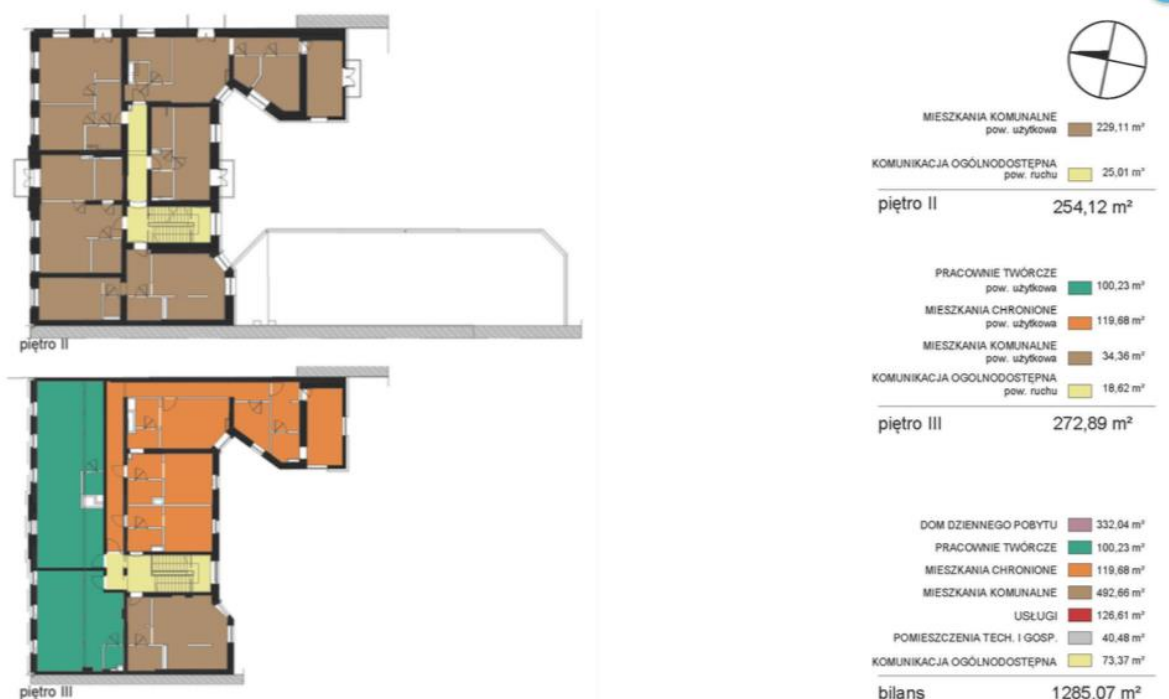 MIESZKANIA KOMUNALNE
pow. użytkowa 229,11 m²
KOMUNIKACJA OGÓLNODOSTĘPNA
pow. ruchu 25,01 m²
piętro II 254,12 m²
piętro II
PRACOWNIE TWÓRCZE
pow. użytkowa 100,23 m²
MIESZKANIA CHRONIONE
pow. użytkowa 119,68 m²
MIESZKANIA KOMUNALNE
pow. użytkowa 34,36 m²
KOMUNIKACJA OGOLNODOSTĘPNA
pow. ruchu 18,62 m²
piętro III 272,89 m²
DOM DZIENNEGO POBYTU 332,04 m²
PRACOWNIE TWÓRCZE 100,23 m²
MIESZKANIA CHRONIONE 119,68 m²
MIESZKANIA KOMUNALNE 492,66 m²
USŁUGI 126,61 m²
POMIESZCZENIA TECH. I GOSP. 40,48 m²
KOMUNIKACJA OGÓLNODOSTĘPNA 73,37 m²
piętro III
bilans 1285,07 m²